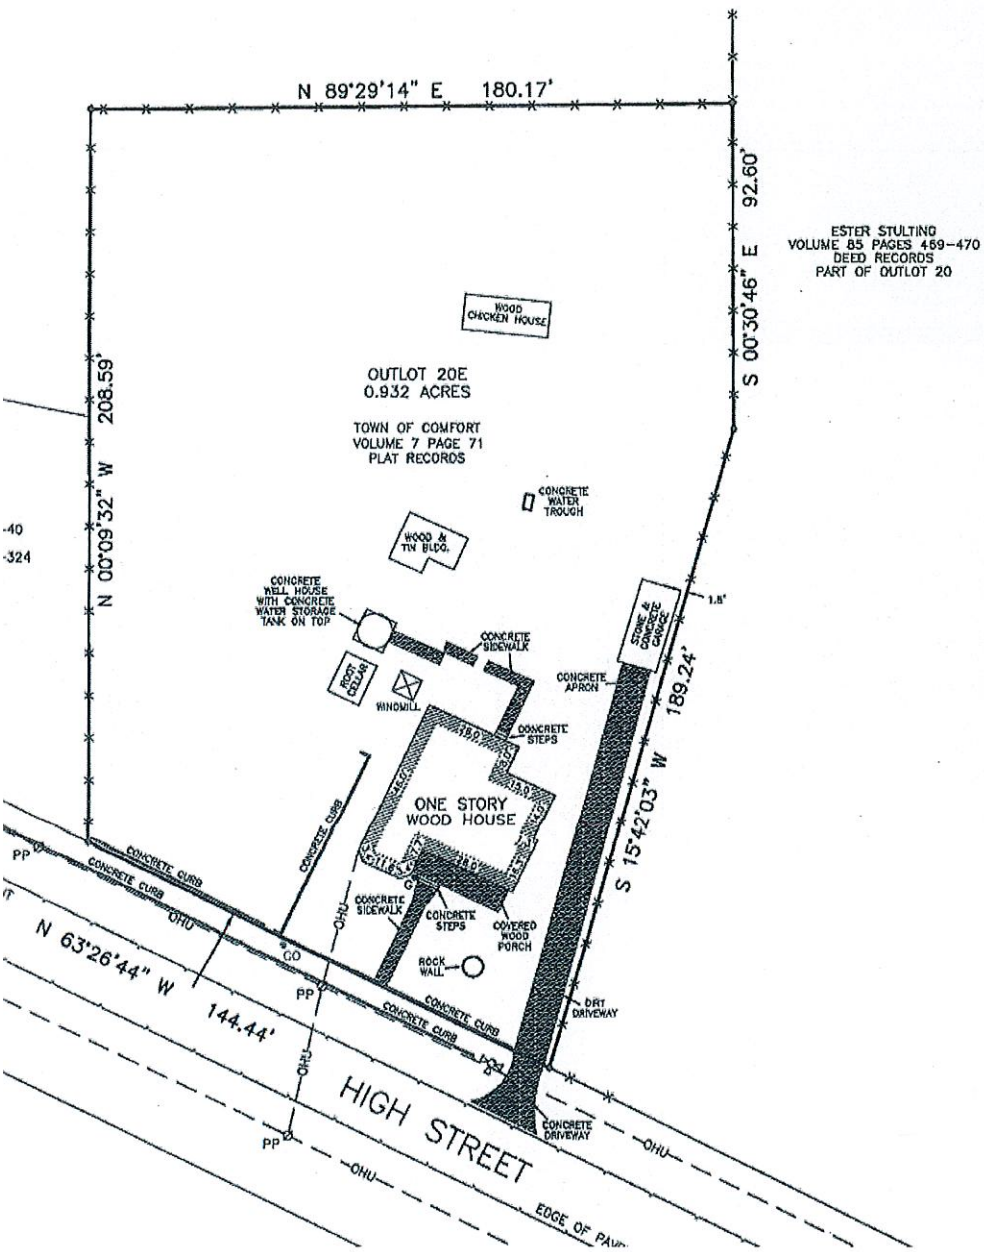 N 89°29'14" E 180.17'
92.60'
S 00°30'46" E
ESTER STULTING
VOLUME 85 PAGES 469-470
DEED RECORDS
PART OF OUTLOT 20
WOOD
CHICKEN HOUSE
OUTLOT 20E
0.932 ACRES
TOWN OF COMFORT
VOLUME 7 PAGE 71
PLAT RECORDS
208.59'
N 00°09'32" W
-40
-324
CONCRETE
WATER
TROUGH
WOOD &
TIN BLDG.
CONCRETE
WELL HOUSE
WITH CONCRETE
WATER STORAGE
TANK ON TOP
1.8'
STONE &
CONCRETE
GARAGE
CONCRETE
SIDEWALK
ROOT
CELLAR
WINDMILL
CONCRETE
APRON
189.24'
S 15°42'03" W
CONCRETE
STEPS
ONE STORY
WOOD HOUSE
CONCRETE CURB
PP
CONCRETE CURB
CONCRETE CURB
OHU
OHU
CONCRETE
SIDEWALK
G
CONCRETE
STEPS
COVERED
WOOD
PORCH
ROCK
WALL
N 63°26'44" W
144.44'
CO
PP
CONCRETE CURB
CONCRETE CURB
DIRT
DRIVEWAY
OHU
HIGH STREET
CONCRETE
DRIVEWAY
PP
OHU
OHU
EDGE OF